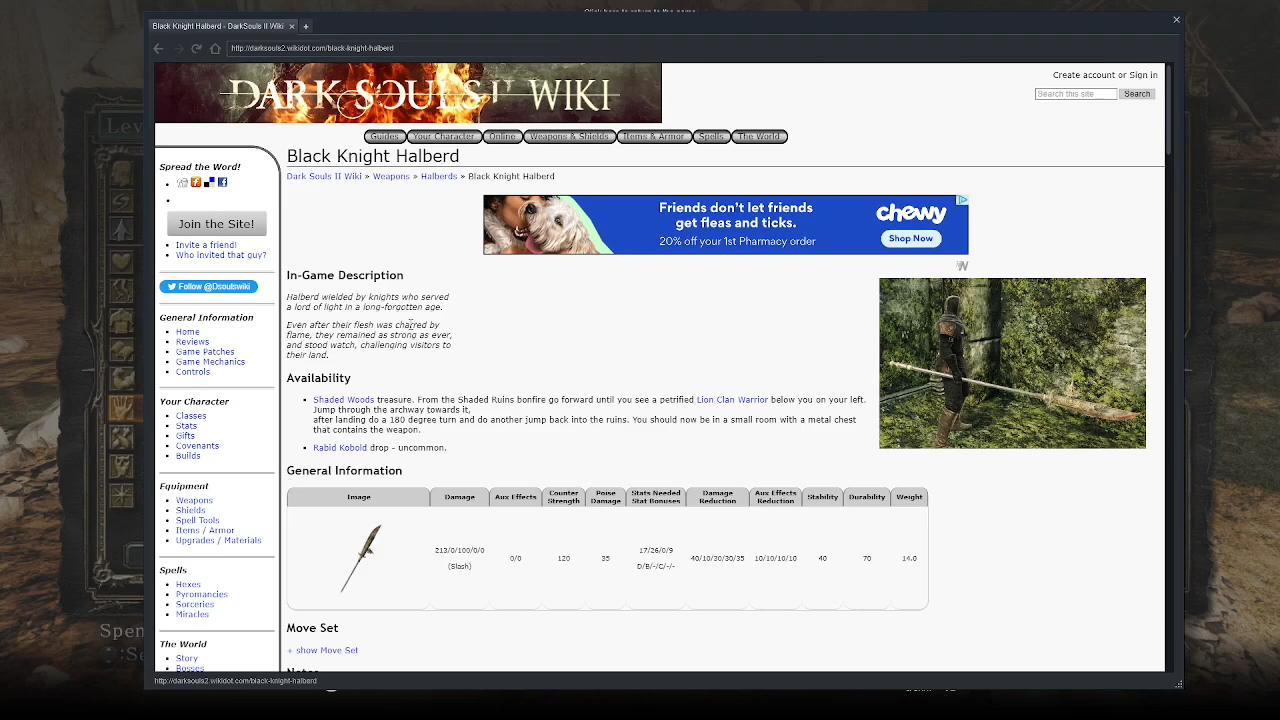 Click here to return to the game
Black Knight Halberd - DarkSouls II Wiki
http://darksouls2.wikidot.com/black-knight-halberd
DARK SOULS II WIKI
Create account or Sign in
Search this site
Search
Guides
Your Character
Online
Weapons & Shields
Items & Armor
Spells
The World
Black Knight Halberd
Dark Souls II Wiki » Weapons » Halberds » Black Knight Halberd
Spread the Word!
Join the Site!
Invite a friend!
Who invited that guy?
Follow @Dsoulswiki
General Information
Home
Reviews
Game Patches
Game Mechanics
Controls
Your Character
Classes
Stats
Gifts
Covenants
Builds
Equipment
Weapons
Shields
Spell Tools
Items / Armor
Upgrades / Materials
Spells
Hexes
Pyromancies
Sorceries
Miracles
The World
Story
Bosses
Friends don't let friends
get fleas and ticks.
20% off your 1st Pharmacy order
chewy
Shop Now
In-Game Description
Halberd wielded by knights who served
a lord of light in a long-forgotten age.
Even after their flesh was charred by
flame, they remained as strong as ever,
and stood watch, challenging visitors to
their land.
Availability
Shaded Woods treasure. From the Shaded Ruins bonfire go forward until you see a petrified Lion Clan Warrior below you on your left.
Jump through the archway towards it,
after landing do a 180 degree turn and do another jump back into the ruins. You should now be in a small room with a metal chest
that contains the weapon.
Rabid Kobold drop - uncommon.
General Information
Image
Damage
Aux Effects
Counter
Strength
Poise
Damage
Stats Needed
Stat Bonuses
Damage
Reduction
Aux Effects
Reduction
Stability
Durability
Weight
213/0/100/0/0
(Slash)
0/0
120
35
17/26/0/9
D/B/-/C/-/-
40/10/30/30/35
10/10/10/10
40
70
14.0
Move Set
+ show Move Set
Notes
http://darksouls2.wikidot.com/black-knight-halberd
Lev
Spen
:Se